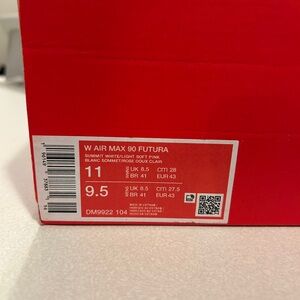 W AIR MAX 90 FUTURA
SUMMIT WHITE/LIGHT SOFT PINK
BLANC SOMMET/ROSE DOUX CLAIR
11 UK 8.5 CM 28
BR 41 EUR 43
9.5 UK 8.5 CM 27.5
BR 41 EUR 43
DM9922 104